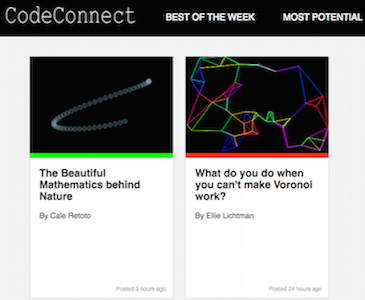 CodeConnect BEST OF THE WEEK MOST POTENTIAL
The Beautiful
Mathematics behind
Nature
By Cale Retoto
Posted 9 hours ago
What do you do when
you can't make Voronoi
work?
By Ellie Lichtman
Posted 24 hours ago